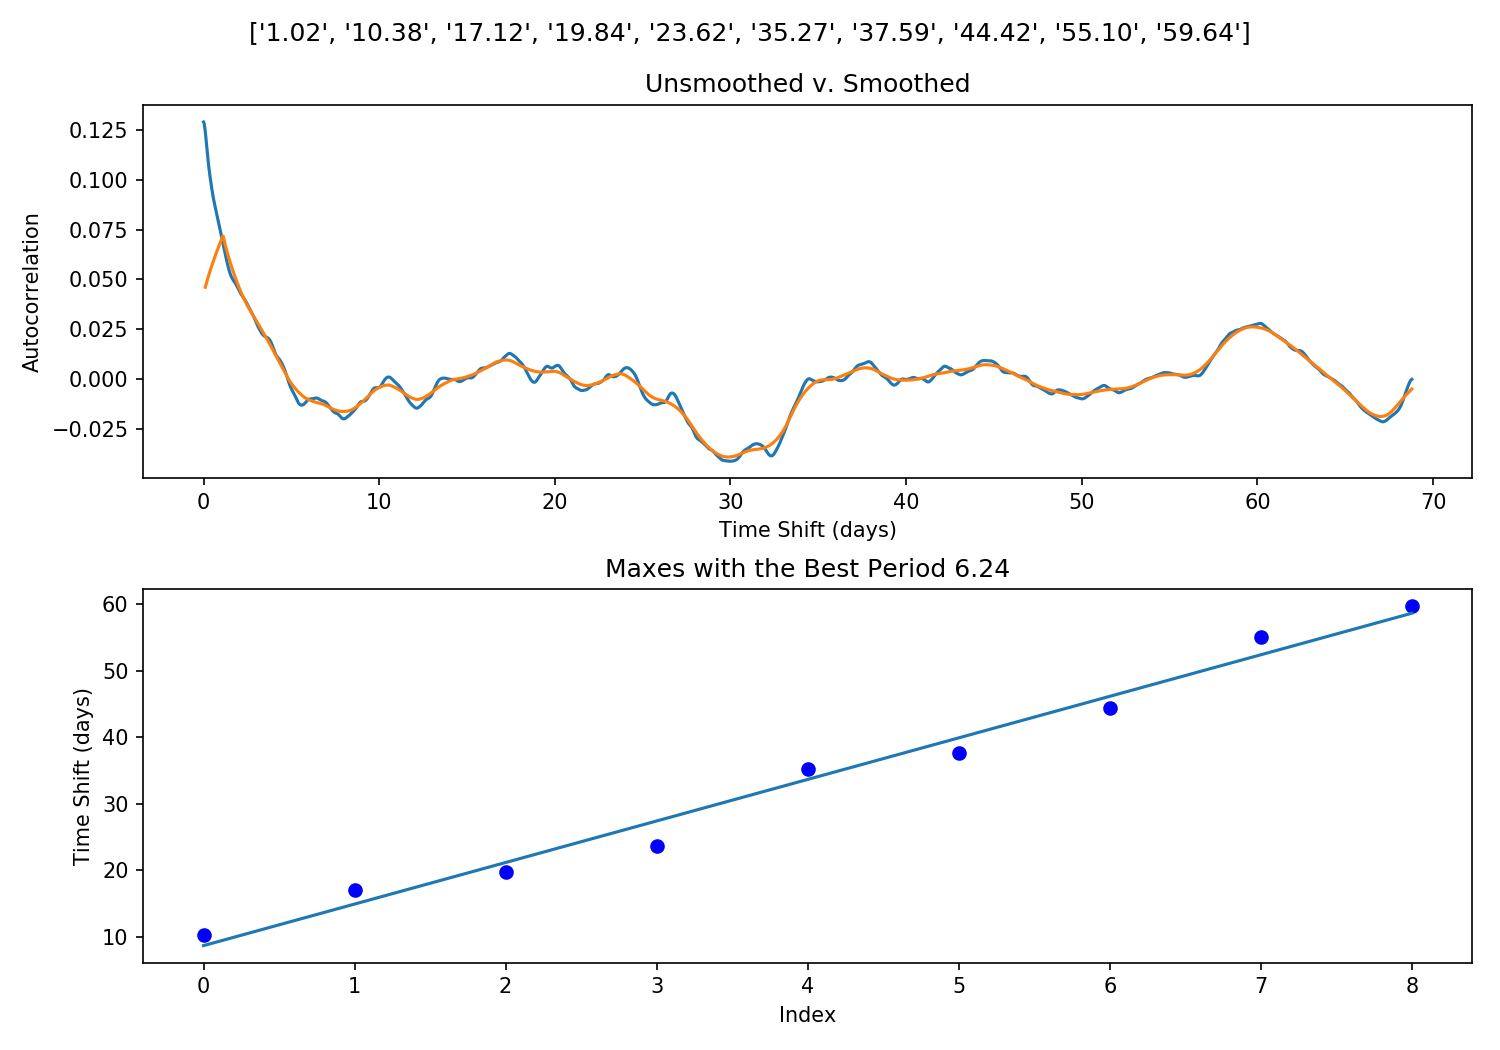 ['1.02', '10.38', '17.12', '19.84', '23.62', '35.27', '37.59', '44.42', '55.10', '59.64']
Unsmoothed v. Smoothed
Autocorrelation
0.125
0.100
0.075
0.050
0.025
0.000
−0.025
0 10 20 30 40 50 60 70
Time Shift (days)
Maxes with the Best Period 6.24
Time Shift (days)
60
50
40
30
20
10
0 1 2 3 4 5 6 7 8
Index